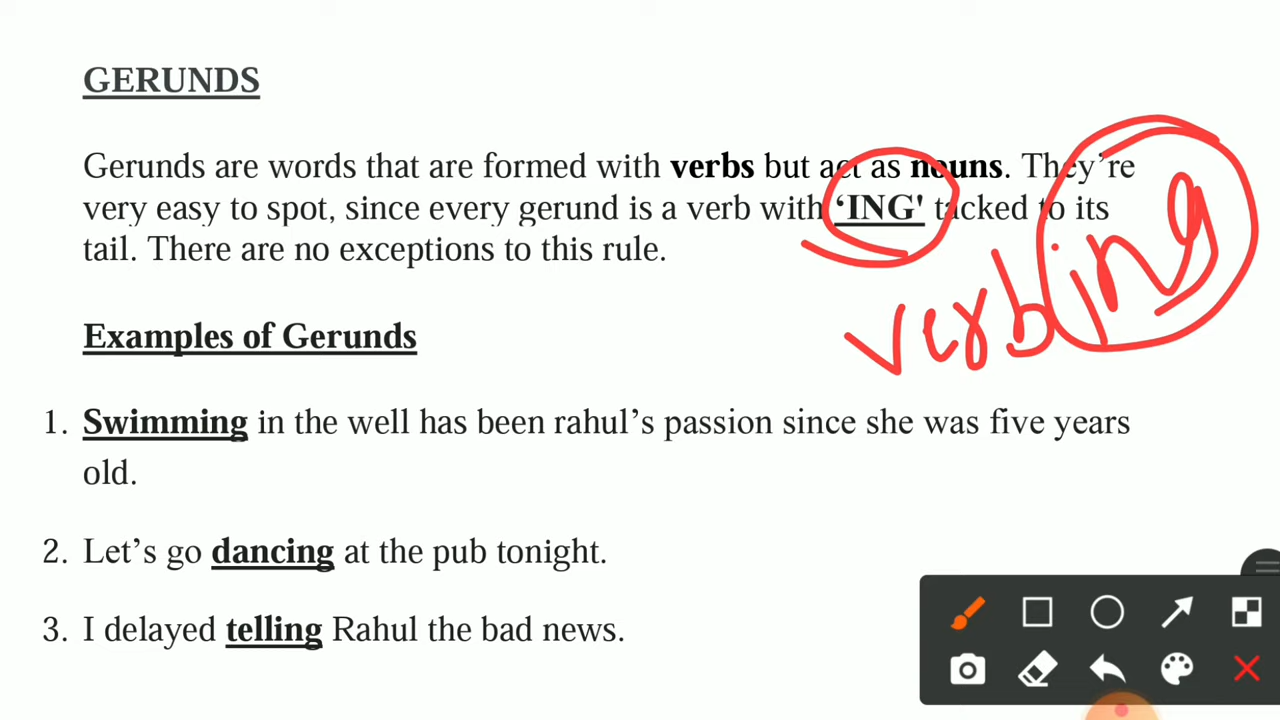 GERUNDS
Gerunds are words that are formed with verbs but act as nouns. They're
very easy to spot, since every gerund is a verb with ‘ING' tacked to its
tail. There are no exceptions to this rule.
verbing
Examples of Gerunds
1. Swimming in the well has been rahul’s passion since she was five years
old.
2. Let’s go dancing at the pub tonight.
3. I delayed telling Rahul the bad news.